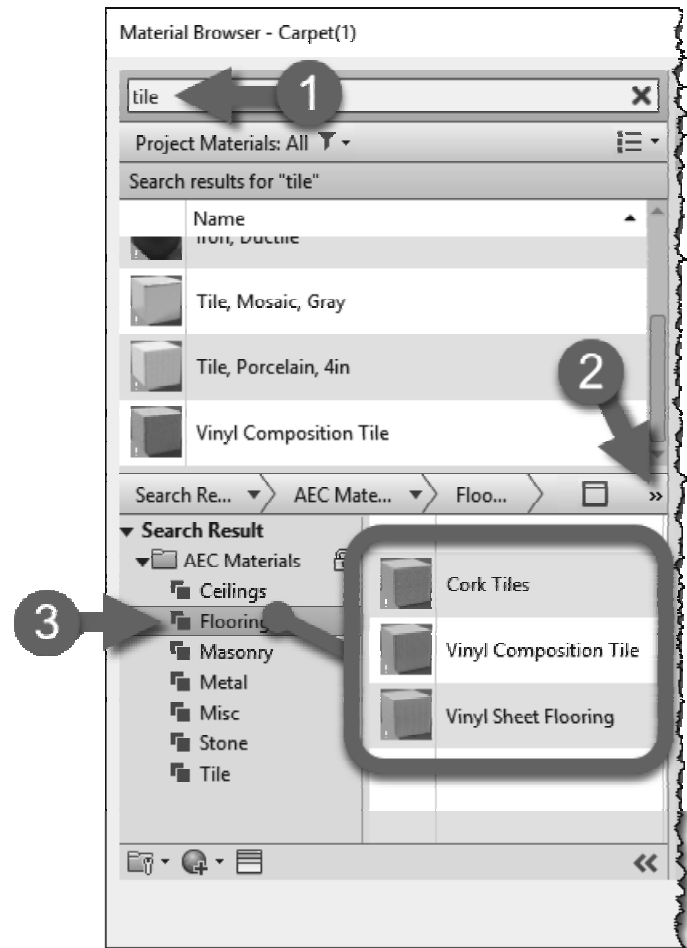 Material Browser - Carpet(1)
tile
1
Project Materials: All
Search results for "tile"
Name
Iron, Ductile
Tile, Mosaic, Gray
Tile, Porcelain, 4in
2
Vinyl Composition Tile
Search Re... AEC Mate... Floo... »
Search Result
AEC Materials
Ceilings
3 Flooring
Masonry
Metal
Misc
Stone
Tile
Cork Tiles
Vinyl Composition Tile
Vinyl Sheet Flooring